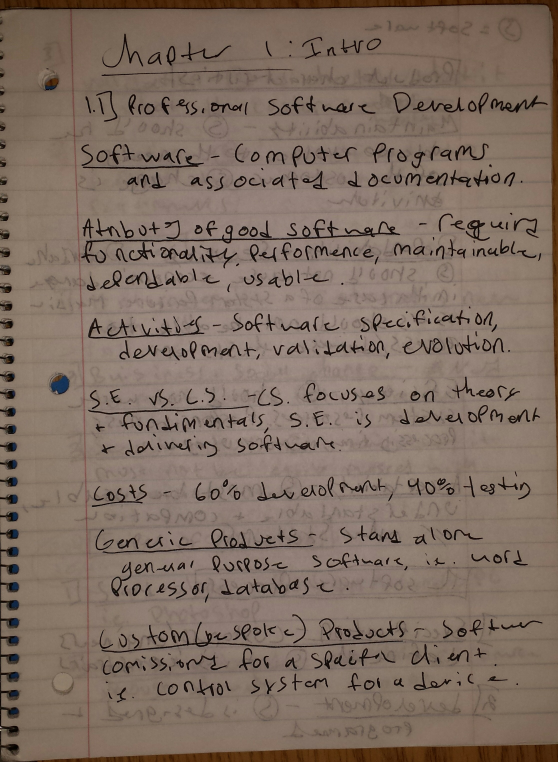 Chapter 1: Intro
1.1] Professional Software Development
Software - Computer Programs
and associated documentation.
Atributes of good software - required
functionality, performence, maintainable,
dependable, usable.
Activities - Software specification,
development, validation, evolution.
S.E. vs. C.S. - CS. focuses on theory
+ fundimentals, S.E. is development
+ delivering software.
Costs - 60% development, 40% testing
Generic Products - Stand alone
general purpose software, ie. word
processor, database.
Custom (bespoke) Products - Software
comissiond for a specific client.
ie. control system for a device.